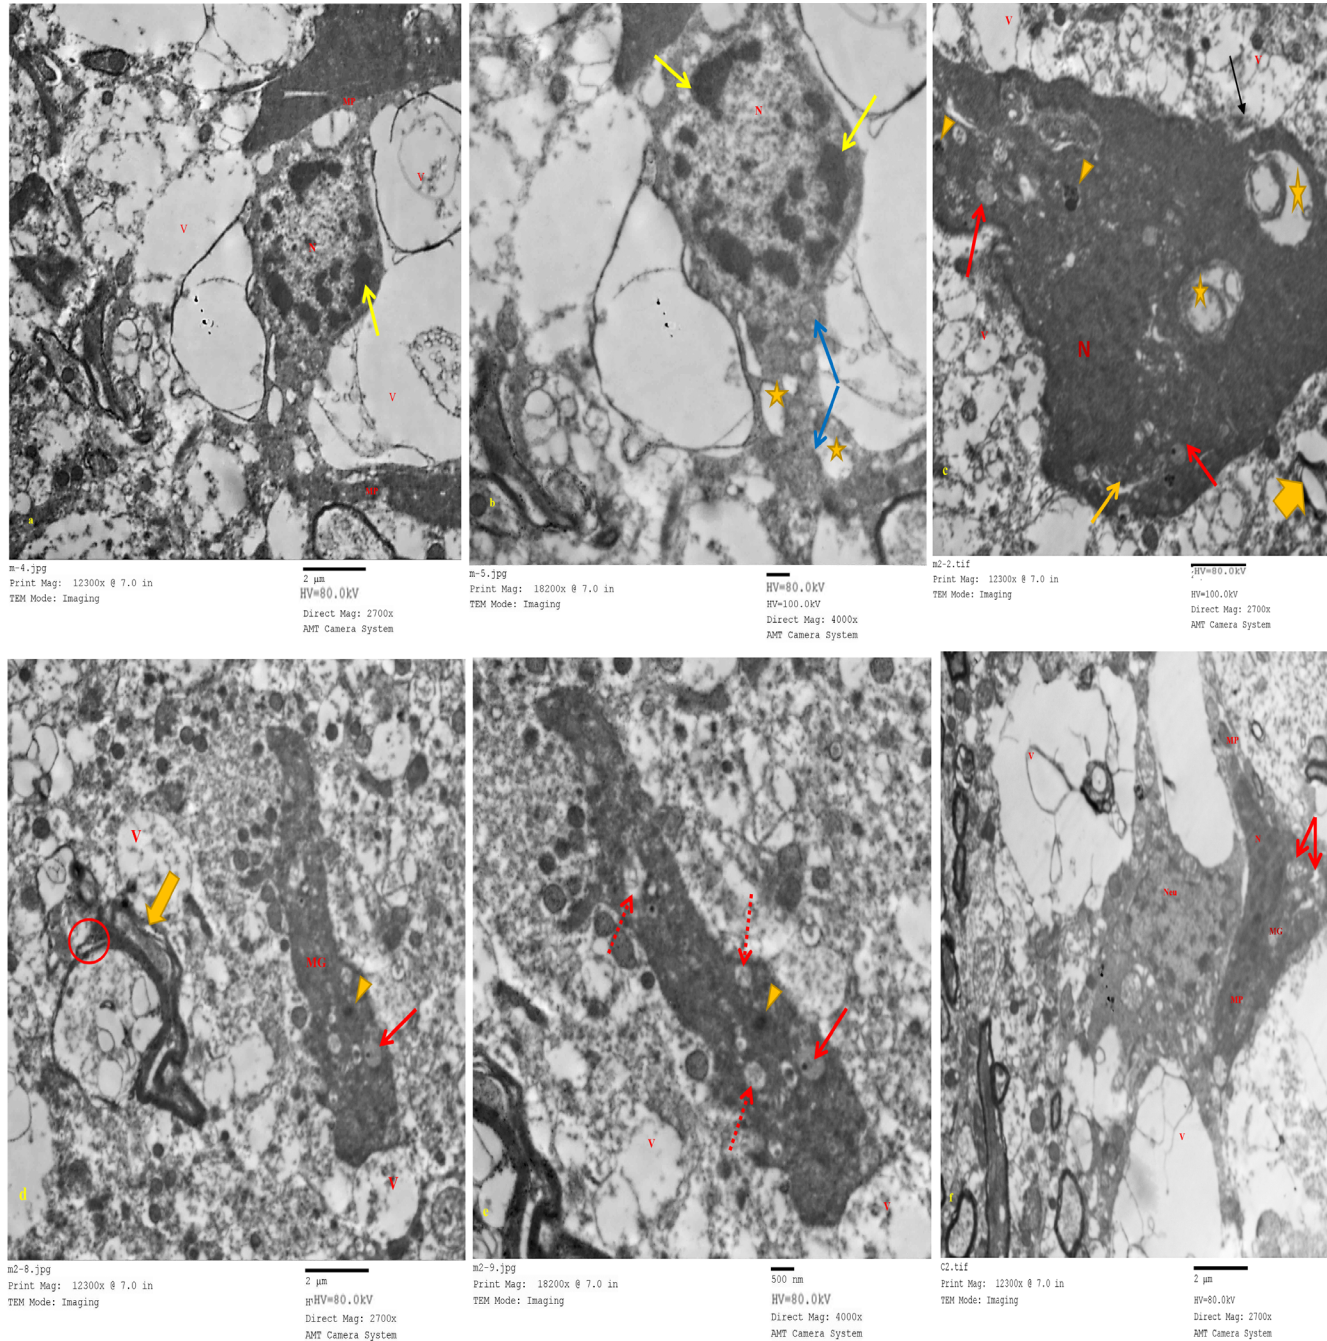 MP
V
V
N
V
MP
a
m-4.jpg
Print Mag: 12300x @ 7.0 in
TEM Mode: Imaging
2 µm
HV=80.0kV
Direct Mag: 2700x
AMT Camera System
N
b
m-5.jpg
Print Mag: 18200x @ 7.0 in
TEM Mode: Imaging
HV=80.0kV
HV=100.0kV
Direct Mag: 4000x
AMT Camera System
V
V
V
N
c
m2-2.tif
Print Mag: 12300x @ 7.0 in
TEM Mode: Imaging
HV=80.0kV
HV=100.0kV
Direct Mag: 2700x
AMT Camera System
V
MG
V
d
m2-8.jpg
Print Mag: 12300x @ 7.0 in
TEM Mode: Imaging
2 µm
HV=80.0kV
Direct Mag: 2700x
AMT Camera System
V
V
e
m2-9.jpg
Print Mag: 18200x @ 7.0 in
TEM Mode: Imaging
500 nm
HV=80.0kV
Direct Mag: 4000x
AMT Camera System
MP
V
S
Neu
MG
MP
V
f
C2.tif
Print Mag: 12300x @ 7.0 in
TEM Mode: Imaging
2 µm
HV=80.0kV
Direct Mag: 2700x
AMT Camera System